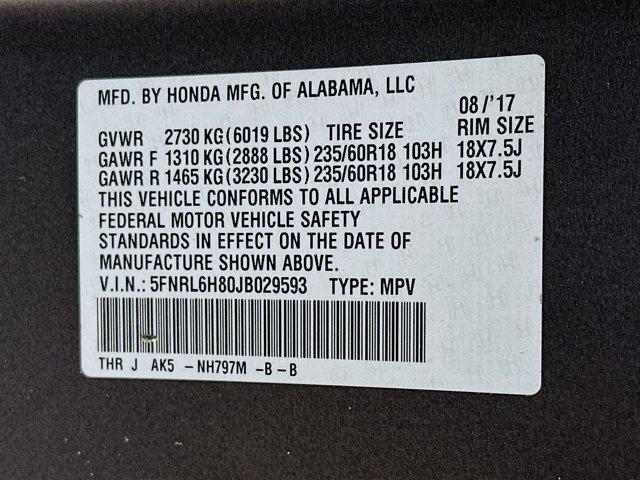 MFD. BY HONDA MFG. OF ALABAMA, LLC
08/'17
GVWR 2730 KG (6019 LBS) TIRE SIZE RIM SIZE
GAWR F 1310 KG (2888 LBS) 235/60R18 103H 18X7.5J
GAWR R 1465 KG (3230 LBS) 235/60R18 103H 18X7.5J
THIS VEHICLE CONFORMS TO ALL APPLICABLE
FEDERAL MOTOR VEHICLE SAFETY
STANDARDS IN EFFECT ON THE DATE OF
MANUFACTURE SHOWN ABOVE.
V.I.N.: 5FNRL6H80JB029593 TYPE: MPV
THR J AK5 -NH797M -B-B